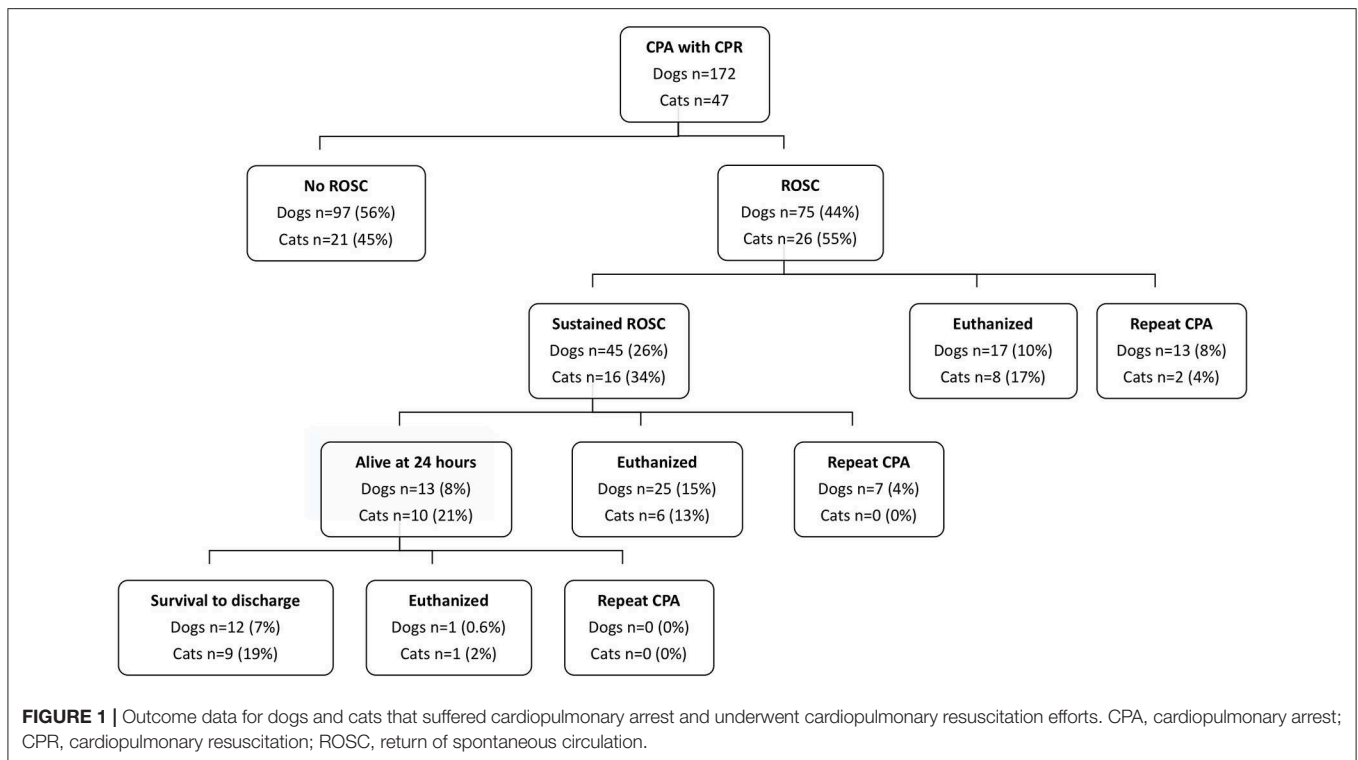 CPA with CPR
Dogs n=172
Cats n=47
No ROSC
Dogs n=97 (56%)
Cats n=21 (45%)
ROSC
Dogs n=75 (44%)
Cats n=26 (55%)
Sustained ROSC
Dogs n=45 (26%)
Cats n=16 (34%)
Euthanized
Dogs n=17 (10%)
Cats n=8 (17%)
Repeat CPA
Dogs n=13 (8%)
Cats n=2 (4%)
Alive at 24 hours
Dogs n=13 (8%)
Cats n=10 (21%)
Euthanized
Dogs n=25 (15%)
Cats n=6 (13%)
Repeat CPA
Dogs n=7 (4%)
Cats n=0 (0%)
Survival to discharge
Dogs n=12 (7%)
Cats n=9 (19%)
Euthanized
Dogs n=1 (0.6%)
Cats n=1 (2%)
Repeat CPA
Dogs n=0 (0%)
Cats n=0 (0%)
FIGURE 1 | Outcome data for dogs and cats that suffered cardiopulmonary arrest and underwent cardiopulmonary resuscitation efforts. CPA, cardiopulmonary arrest;
CPR, cardiopulmonary resuscitation; ROSC, return of spontaneous circulation.